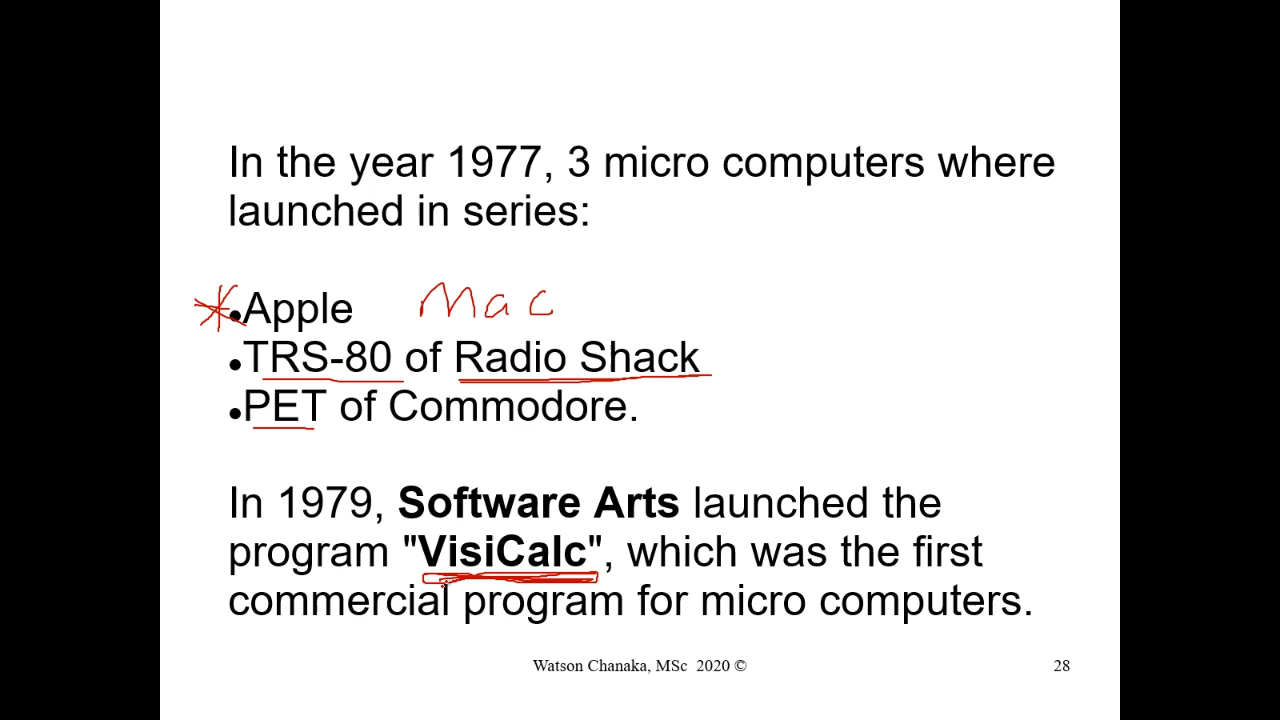 In the year 1977, 3 micro computers where
launched in series:
•Apple Mac
•TRS-80 of Radio Shack
•PET of Commodore.
In 1979, Software Arts launched the
program "VisiCalc", which was the first
commercial program for micro computers.
Watson Chanaka, MSc 2020 © 28